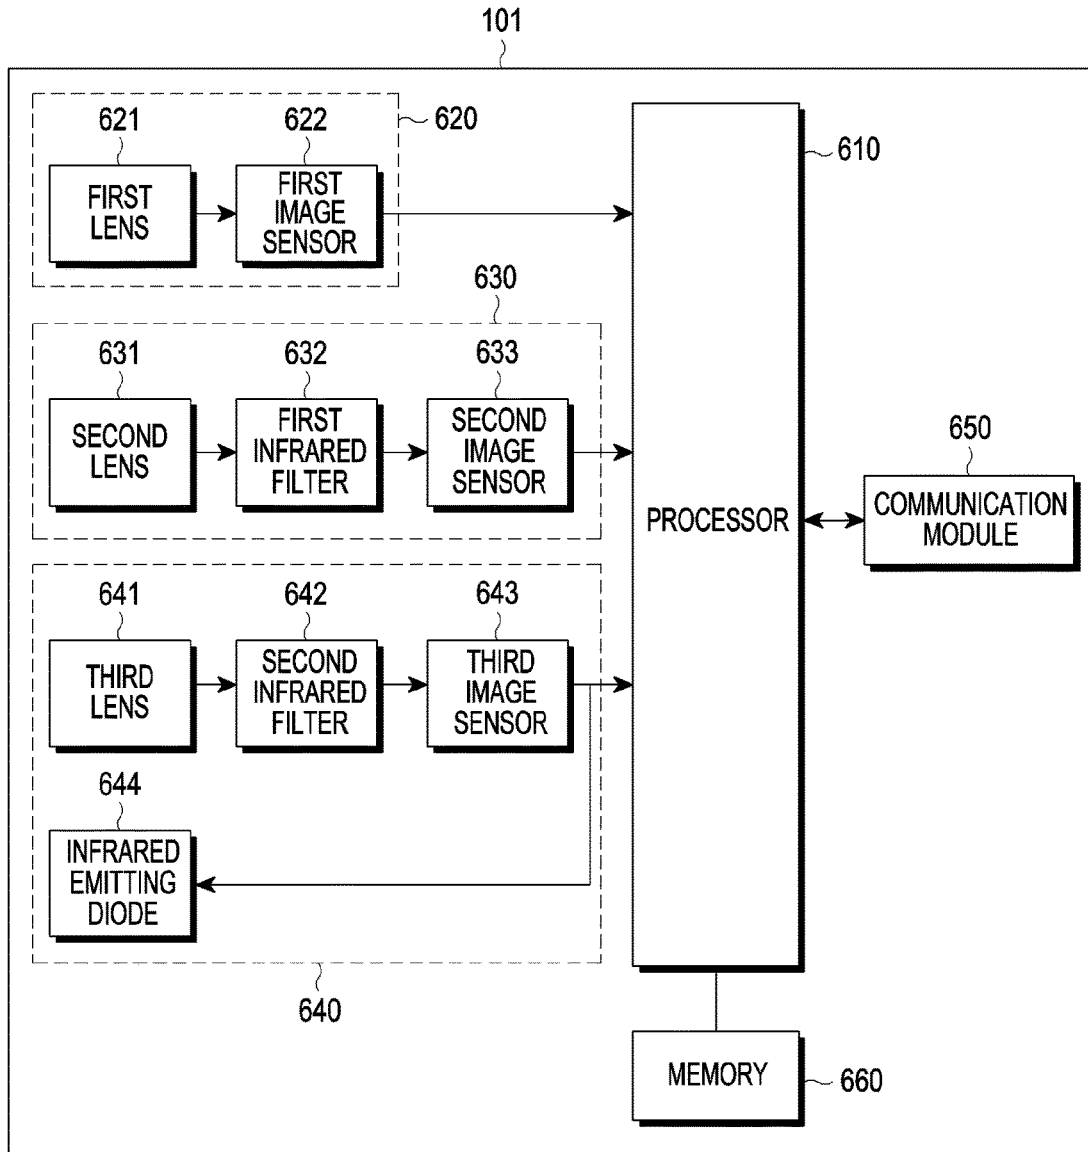 101
621
622
620
610
FIRST
LENS
FIRST
IMAGE
SENSOR
630
631
632
633
SECOND
LENS
FIRST
INFRARED
FILTER
SECOND
IMAGE
SENSOR
PROCESSOR
650
COMMUNICATION
MODULE
641
642
643
THIRD
LENS
SECOND
INFRARED
FILTER
THIRD
IMAGE
SENSOR
644
INFRARED
EMITTING
DIODE
640
MEMORY
660